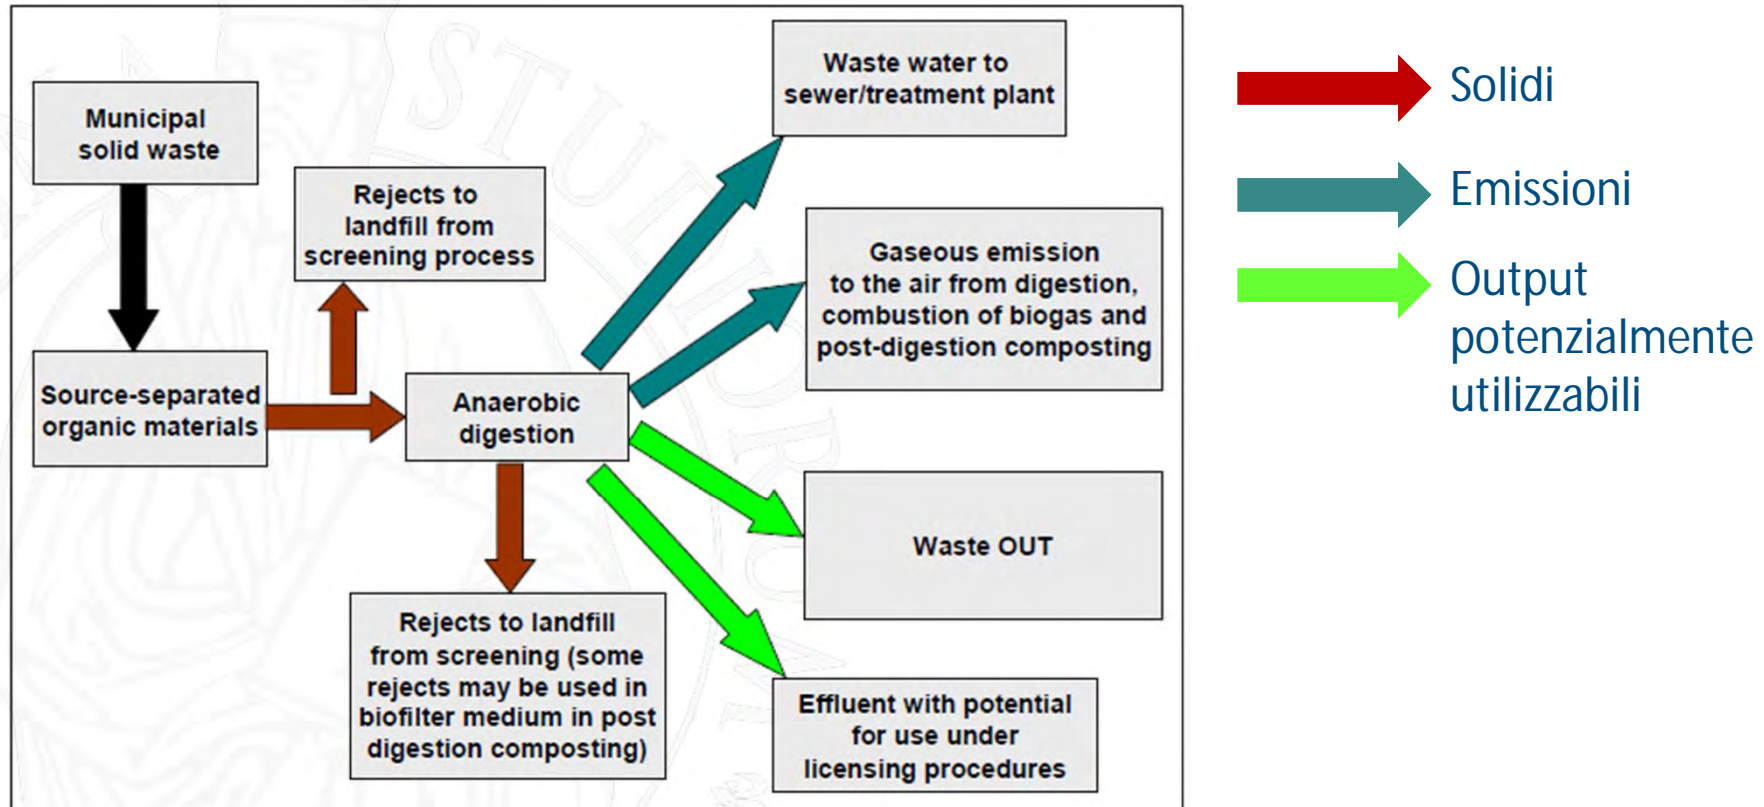 Municipal
solid waste
Rejects to
landfill from
screening process
Source-separated
organic materials
Anaerobic
digestion
Rejects to landfill
from screening (some
rejects may be used in
biofilter medium in post
digestion composting)
Waste water to
sewer/treatment plant
Gaseous emission
to the air from digestion,
combustion of biogas and
post-digestion composting
Waste OUT
Effluent with potential
for use under
licensing procedures
Solidi
Emissioni
Output
potenzialmente
utilizzabili
STUDIOR